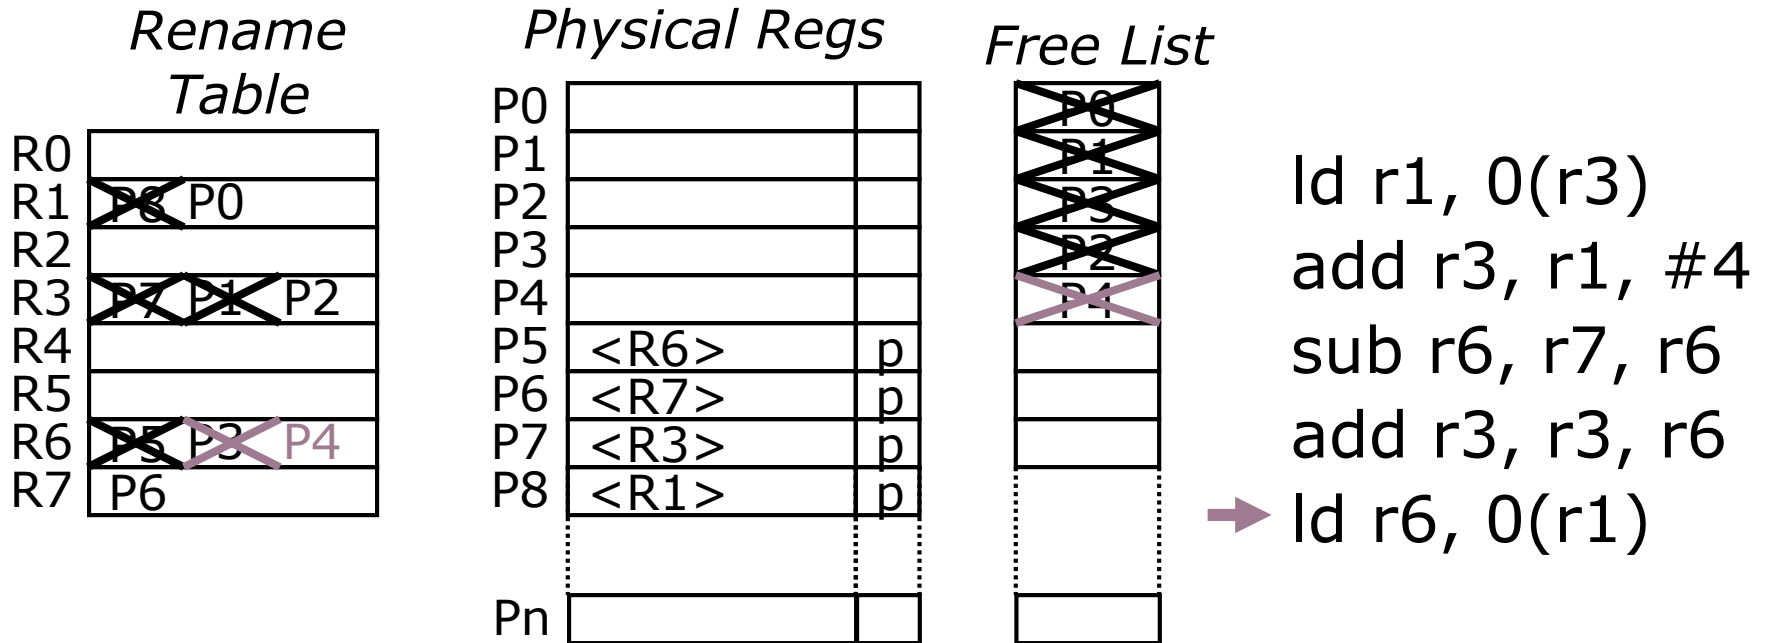 Rename Table
R0
R1 P8 P0
R2
R3 P7 P1 P2
R4
R5
R6 P5 P3 P4
R7 P6
Physical Regs
P0
P1
P2
P3
P4
P5 <R6> p
P6 <R7> p
P7 <R3> p
P8 <R1> p
Pn
Free List
P0
P1
P3
P2
P4
ld r1, 0(r3)
add r3, r1, #4
sub r6, r7, r6
add r3, r3, r6
ld r6, 0(r1)